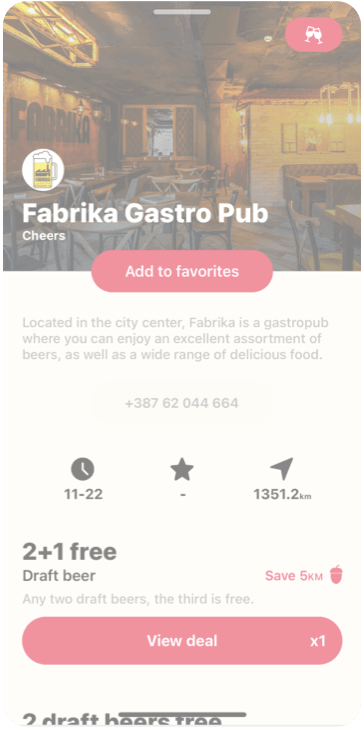 FABRIKA
Fabrika Gastro Pub
Cheers
Add to favorites
Located in the city center, Fabrika is a gastropub
where you can enjoy an excellent assortment of
beers, as well as a wide range of delicious food.
+387 62 044 664
11-22
-
1351.2km
2+1 free
Draft beer
Save 5KM
Any two draft beers, the third is free.
View deal
x1
2 draft beers free